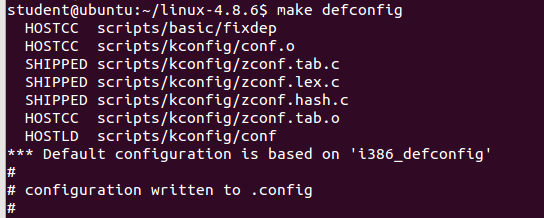 student@ubuntu:~/linux-4.8.6$ make defconfig
  HOSTCC  scripts/basic/fixdep
  HOSTCC  scripts/kconfig/conf.o
  SHIPPED scripts/kconfig/zconf.tab.c
  SHIPPED scripts/kconfig/zconf.lex.c
  SHIPPED scripts/kconfig/zconf.hash.c
  HOSTCC  scripts/kconfig/zconf.tab.o
  HOSTLD  scripts/kconfig/conf
*** Default configuration is based on 'i386_defconfig'
#
# configuration written to .config
#